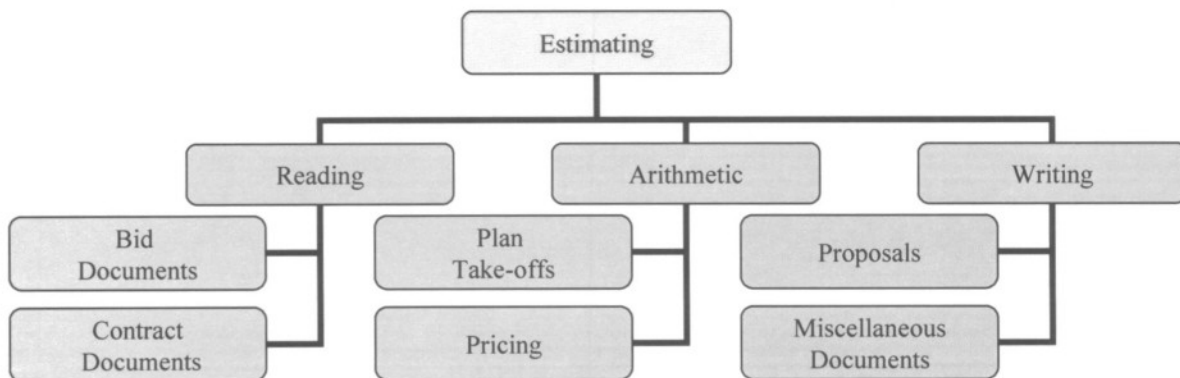 Estimating
Reading
Arithmetic
Writing
Bid
Documents
Plan
Take-offs
Proposals
Contract
Documents
Pricing
Miscellaneous
Documents